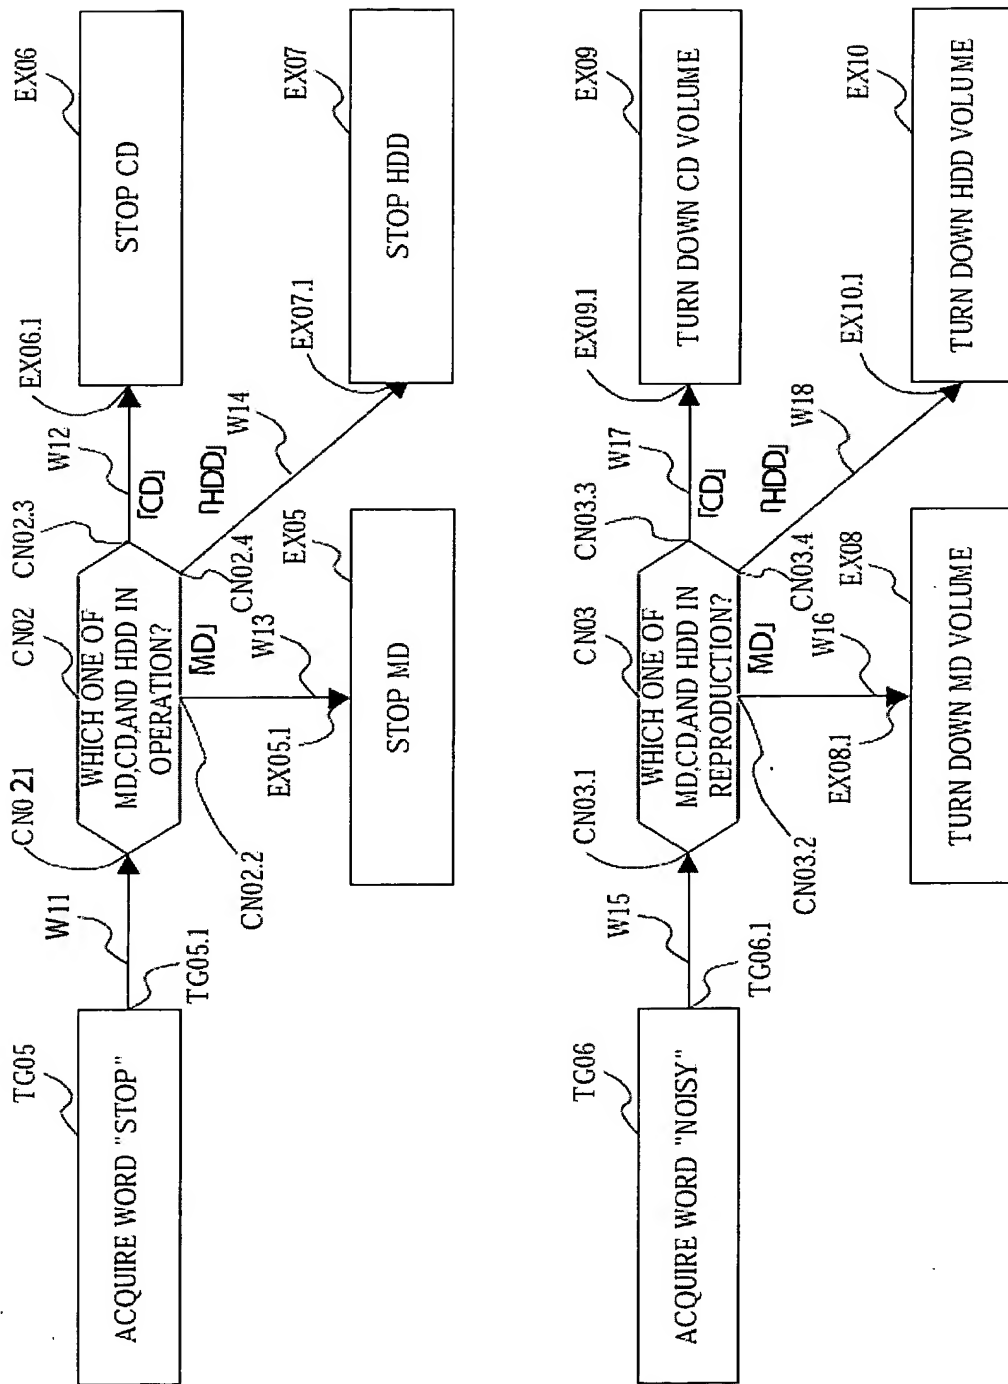 TG05
ACQUIRE WORD "STOP"
TG05.1
W11
CN021
CN02
WHICH ONE OF
MD,CD,AND HDD IN
OPERATION?
CN02.2
CN02.3
CN02.4
W12
「CD」
EX06.1
EX06
STOP CD
「HDD」
W14
EX07.1
EX07
STOP HDD
「MD」
W13
EX05.1
EX05
STOP MD
TG06
ACQUIRE WORD "NOISY"
TG06.1
W15
CN03.1
CN03
WHICH ONE OF
MD,CD,AND HDD IN
REPRODUCTION?
CN03.2
CN03.3
CN03.4
W17
「CD」
EX09.1
EX09
TURN DOWN CD VOLUME
「HDD」
W18
EX10.1
EX10
TURN DOWN HDD VOLUME
「MD」
W16
EX08.1
EX08
TURN DOWN MD VOLUME